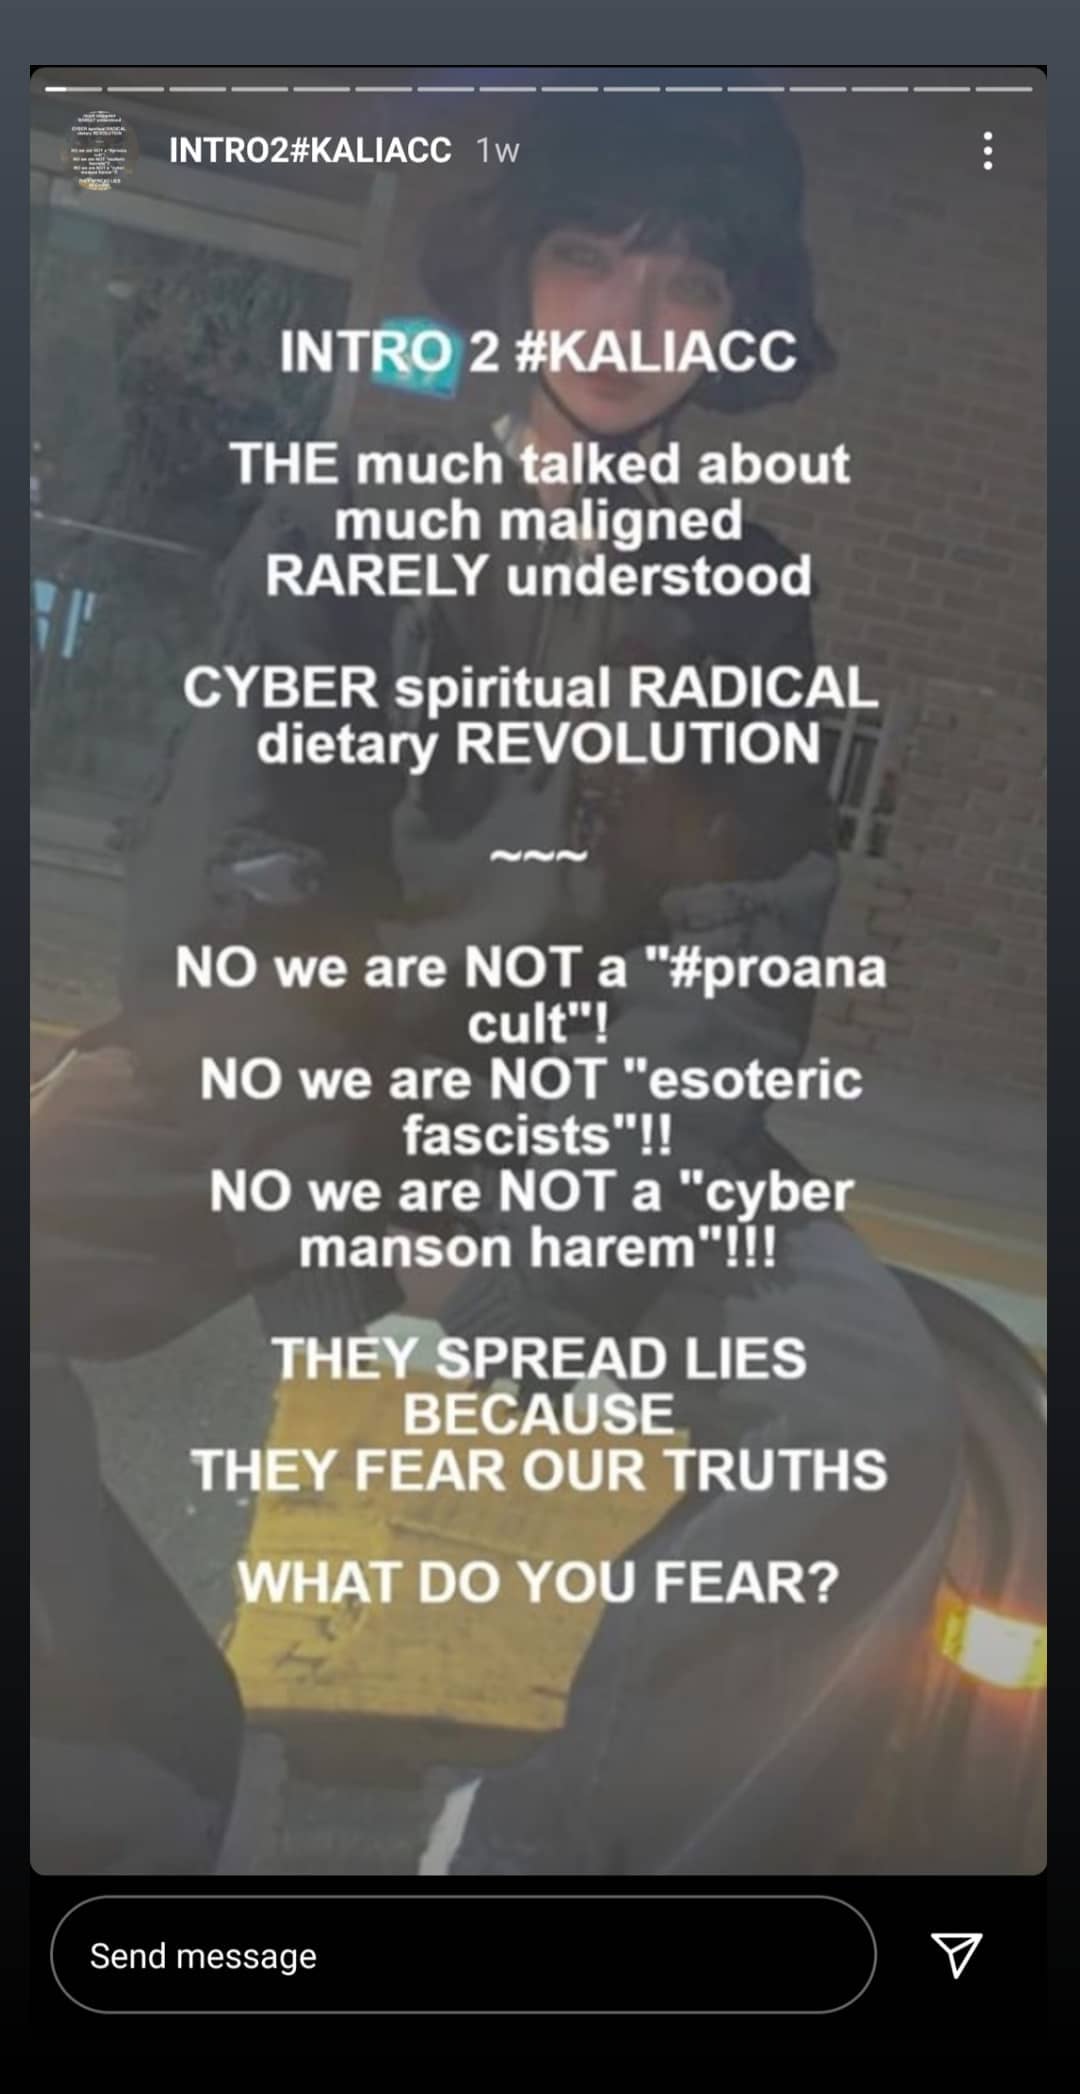 INTRO2#KALIACC 1w
INTRO 2 #KALIACC
THE much talked about
much maligned
RARELY understood
CYBER spiritual RADICAL
dietary REVOLUTION
~~~
NO we are NOT a "#proana
cult"!
NO we are NOT "esoteric
fascists"!!
NO we are NOT a "cyber
manson harem"!!!
THEY SPREAD LIES
BECAUSE
THEY FEAR OUR TRUTHS
WHAT DO YOU FEAR?
Send message